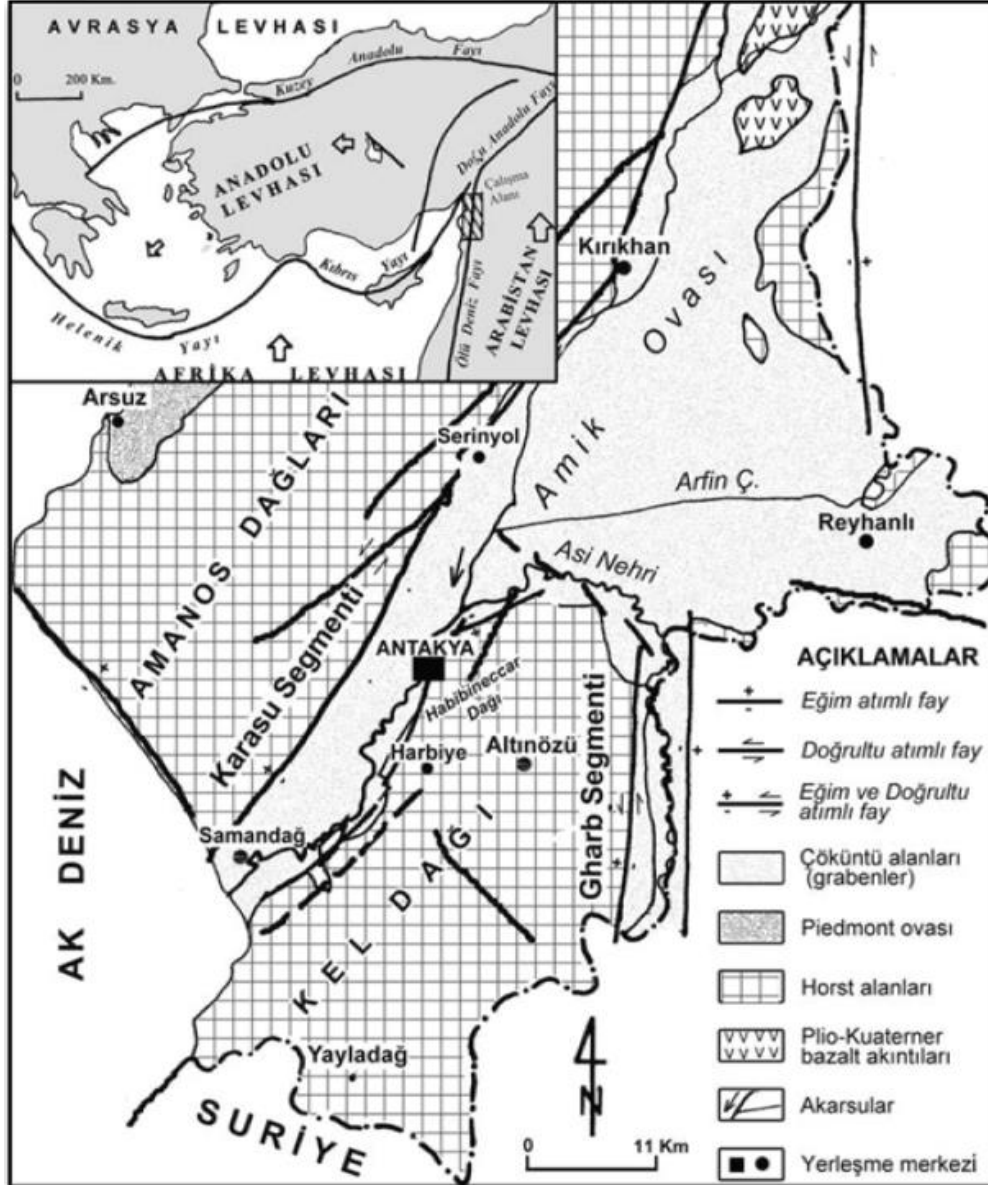 AVRASYA LEVHASI
0 200 Km.
Kuzey Anadolu Fayı
ANADOLU
LEVHASI
Doğu Anadolu Fayı
Çalışma
Alanı
Kıbrıs Yayı
Helenik Yayı
Ölü Deniz Fayı
ARABİSTAN
LEVHASI
AFRİKA LEVHASI
Kırıkhan
Amik Ovası
Arsuz
AMANOS DAĞLARI
Serinyol
Arfin Ç.
Reyhanlı
Asi Nehri
Karasu Segmenti
ANTAKYA
Habibineccar
Dağı
Harbiye
Altınözü
Gharb Segmenti
Samandağ
AK DENİZ
KEL DAĞI
Yayladağ
SURİYE
N
0 11 Km
AÇIKLAMALAR
+ - Eğim atımlı fay
Doğrultu atımlı fay
+ - Eğim ve Doğrultu
atımlı fay
Çöküntü alanları
(grabenler)
Piedmont ovası
Horst alanları
Plio-Kuaterner
bazalt akıntıları
Akarsular
Yerleşme merkezi